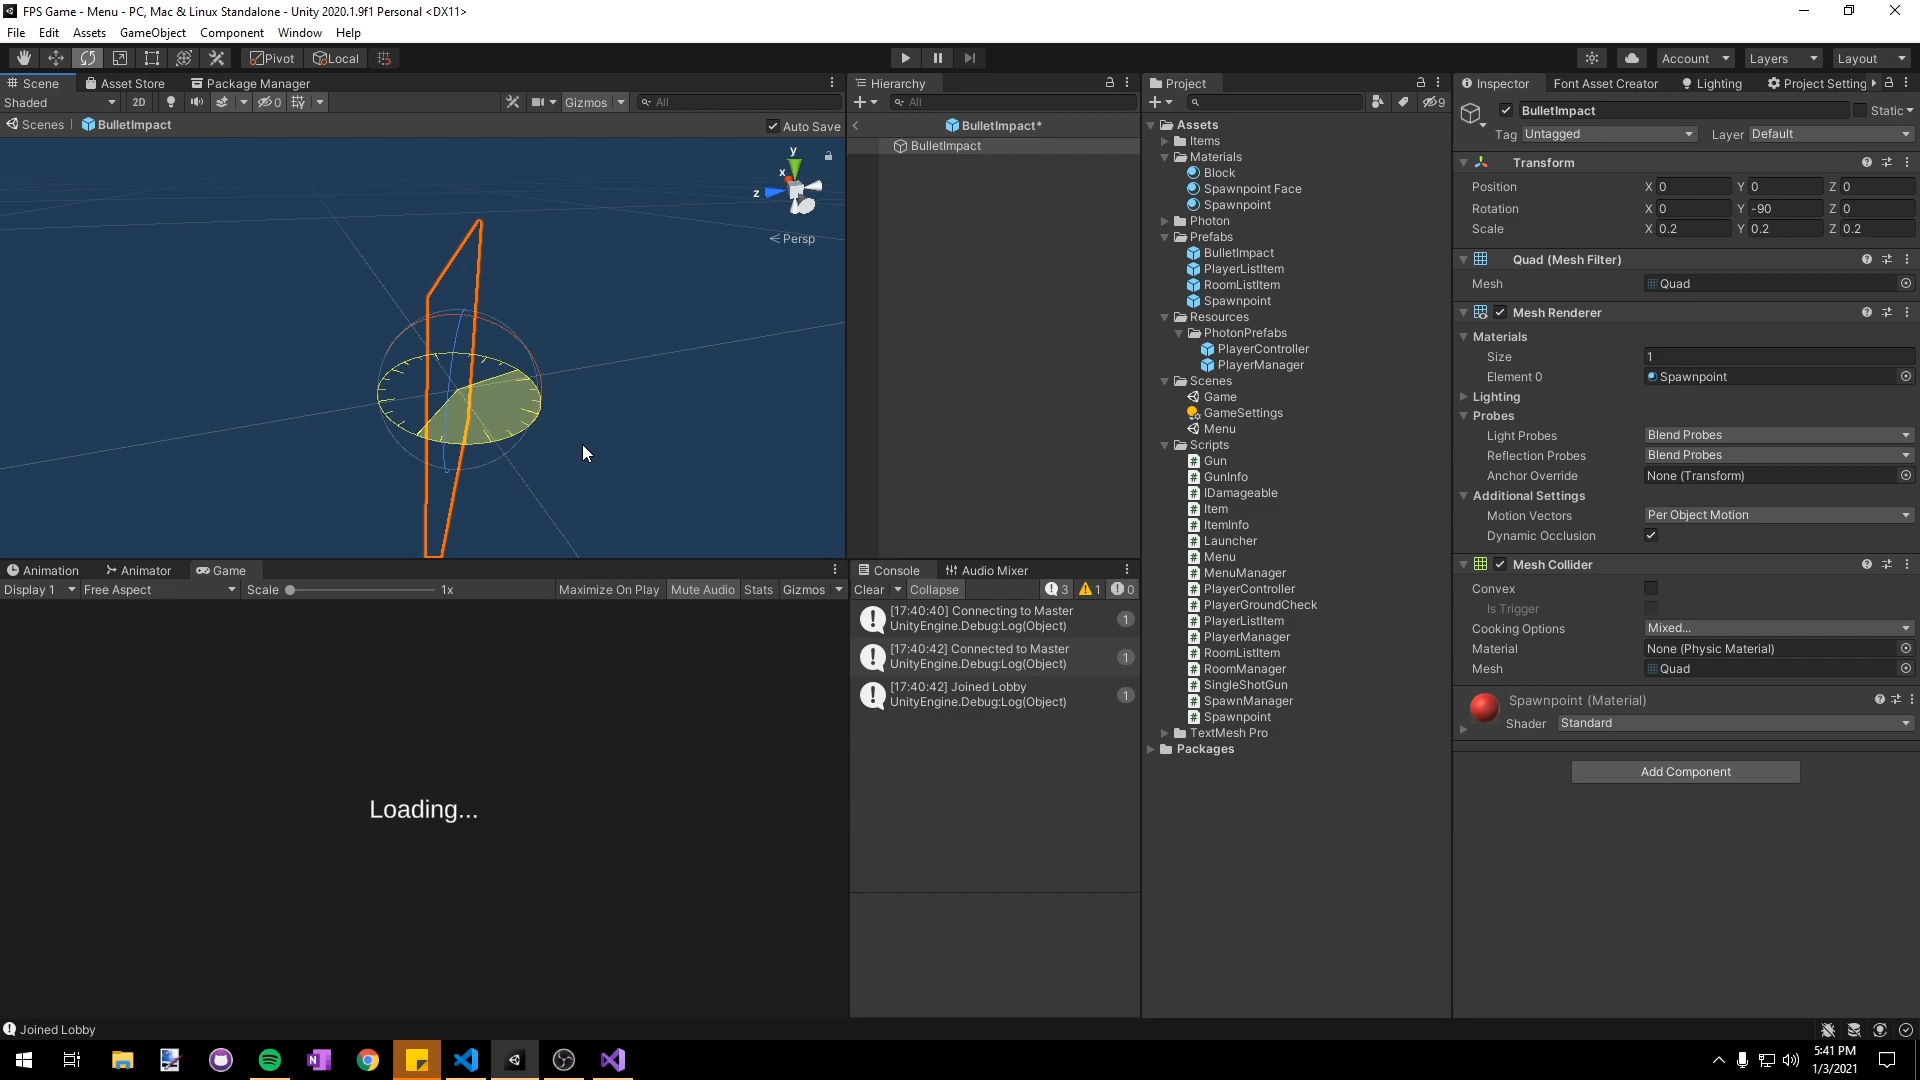 FPS Game - Menu - PC, Mac & Linux Standalone - Unity 2020.1.9f1 Personal <DX11>
File Edit Assets GameObject Component Window Help
Pivot Local Account Layers Layout
Scene Asset Store Package Manager
Shaded 2D 0 Gizmos All
Scenes BulletImpact Auto Save
y
x
z
Persp
Hierarchy
All
BulletImpact*
BulletImpact
Project
9
Assets
Items
Materials
Block
Spawnpoint Face
Spawnpoint
Photon
Prefabs
BulletImpact
PlayerListItem
RoomListItem
Spawnpoint
Resources
PhotonPrefabs
PlayerController
PlayerManager
Scenes
Game
GameSettings
Menu
Scripts
Gun
GunInfo
IDamageable
Item
ItemInfo
Launcher
Menu
MenuManager
PlayerController
PlayerGroundCheck
PlayerListItem
PlayerManager
RoomListItem
RoomManager
SingleShotGun
SpawnManager
Spawnpoint
TextMesh Pro
Packages
Inspector Font Asset Creator Lighting Project Setting
BulletImpact Static
Tag Untagged Layer Default
Transform
Position X 0 Y 0 Z 0
Rotation X 0 Y -90 Z 0
Scale X 0.2 Y 0.2 Z 0.2
Quad (Mesh Filter)
Mesh Quad
Mesh Renderer
Materials
Size 1
Element 0 Spawnpoint
Lighting
Probes
Light Probes Blend Probes
Reflection Probes Blend Probes
Anchor Override None (Transform)
Additional Settings
Motion Vectors Per Object Motion
Dynamic Occlusion
Mesh Collider
Convex
Is Trigger
Cooking Options Mixed...
Material None (Physic Material)
Mesh Quad
Spawnpoint (Material)
Shader Standard
Add Component
Animation Animator Game
Display 1 Free Aspect Scale 1x Maximize On Play Mute Audio Stats Gizmos
Loading...
Console Audio Mixer
Clear Collapse 3 1 0
[17:40:40] Connecting to Master
UnityEngine.Debug:Log(Object) 1
[17:40:42] Connected to Master
UnityEngine.Debug:Log(Object) 1
[17:40:42] Joined Lobby
UnityEngine.Debug:Log(Object) 1
Joined Lobby
5:41 PM
1/3/2021